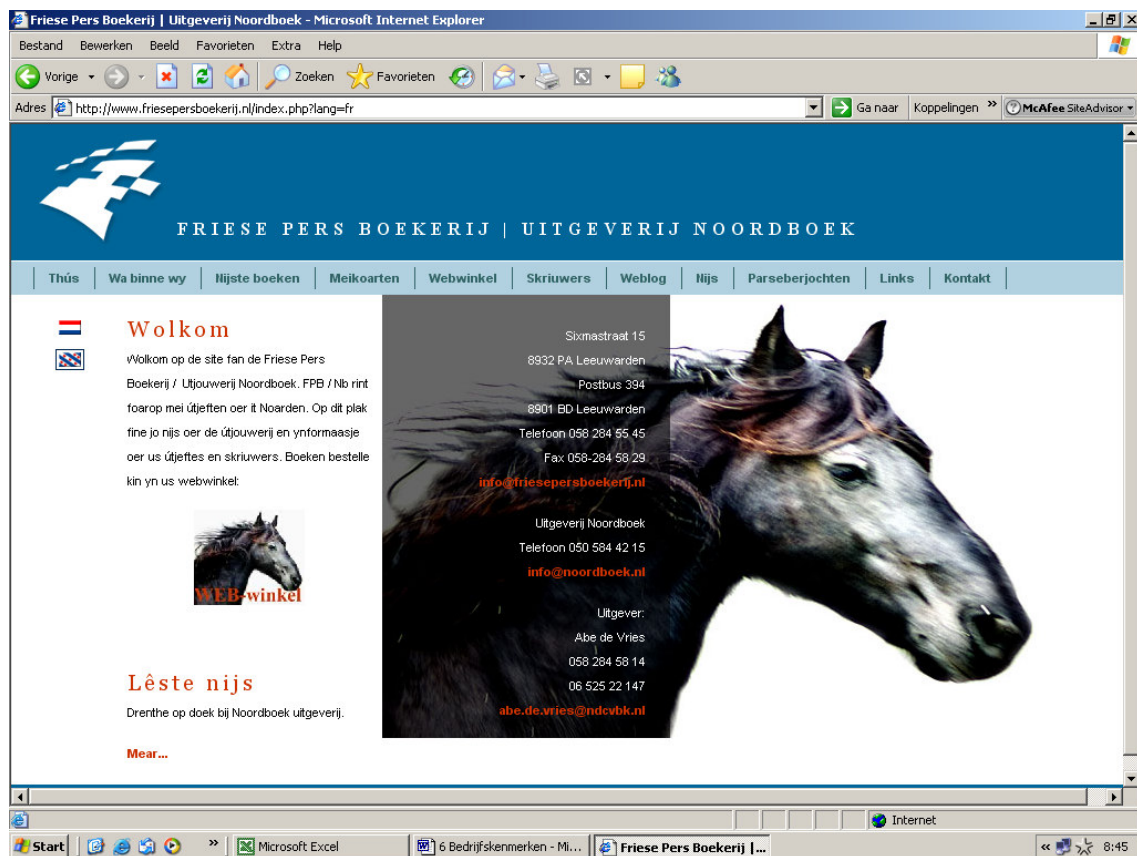 Friese Pers Boekerij | Uitgeverij Noordboek - Microsoft Internet Explorer
Bestand Bewerken Beeld Favorieten Extra Help
Vorige Zoeken Favorieten
Adres http://www.friesepersboekerij.nl/index.php?lang=fr Ga naar Koppelingen » McAfee SiteAdvisor
FRIESE PERS BOEKERIJ | UITGEVERIJ NOORDBOEK
Thús Wa binne wy Nijste boeken Meikoarten Webwinkel Skriuwers Weblog Nijs Parseberjochten Links Kontakt
Wolkom
Wolkom op de site fan de Friese Pers
Boekerij / Utjouwerij Noordboek. FPB / Nb rint
foarop mei útjeften oer it Noarden. Op dit plak
fine jo nijs oer de útjouwerij en ynformaasje
oer us útjeftes en skriuwers. Boeken bestelle
kin yn us webwinkel:
WEB-winkel
Lêste nijs
Drenthe op doek bij Noordboek uitgeverij.
Mear...
Sixmastraat 15
8932 PA Leeuwarden
Postbus 394
8901 BD Leeuwarden
Telefoon 058 284 55 45
Fax 058-284 58 29
info@friesepersboekerij.nl
Uitgeverij Noordboek
Telefoon 050 584 42 15
info@noordboek.nl
Uitgever:
Abe de Vries
058 284 58 14
06 525 22 147
abe.de.vries@ndcvbk.nl
Internet
Start » Microsoft Excel 6 Bedrijfskenmerken - Mi... Friese Pers Boekerij |... « 8:45